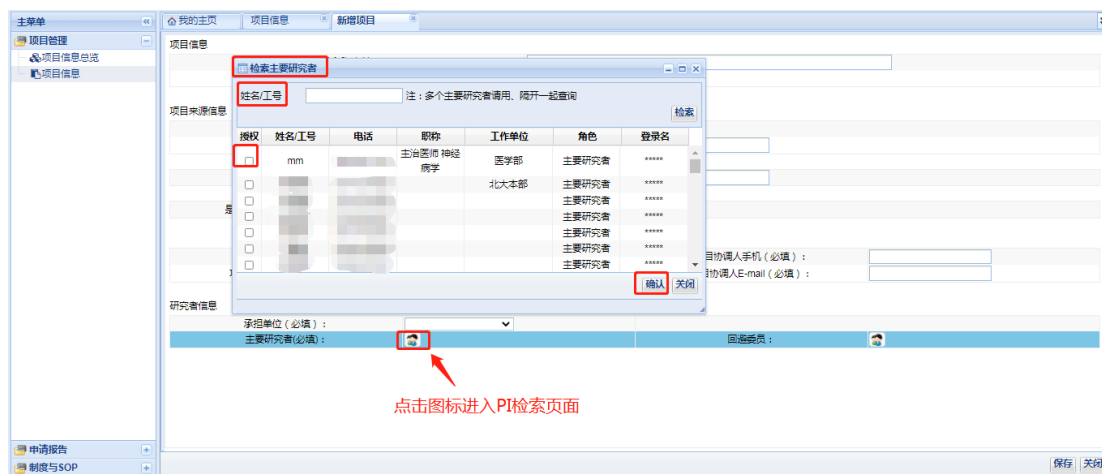 主菜单
我的主页 项目信息 新增项目
项目管理
项目信息总览
项目信息
项目信息
检索主要研究者
姓名/工号 注：多个主要研究者请用、隔开一起查询
检索
项目来源信息
授权 姓名/工号 电话 职称 工作单位 角色 登录名
mm 主治医师 神经病学 医学部 主要研究者 *****
北大本部 主要研究者 *****
主要研究者 *****
主要研究者 *****
主要研究者 *****
主要研究者 *****
主要研究者 *****
目协调人手机（必填）：
协调人E-mail（必填）：
确认 关闭
研究者信息
承担单位（必填）：
主要研究者(必填)： 回避委员：
点击图标进入PI检索页面
申请报告
制度与SOP
保存 关闭